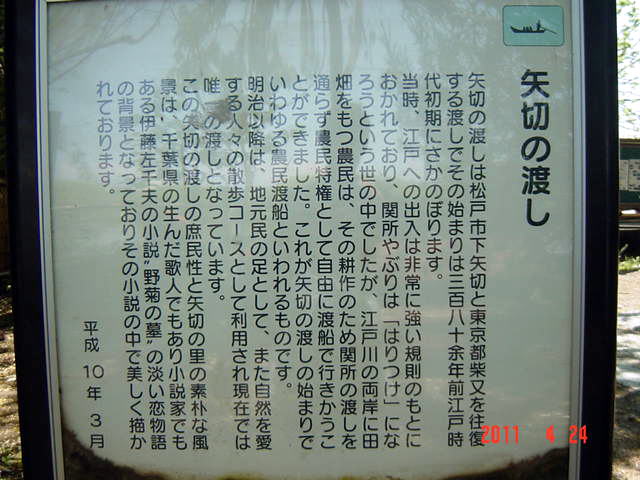 矢切の渡し
矢切の渡しは松戸市下矢切と東京都柴又を往復
する渡しでその始まりは三百八十余年前江戸時
代初期にさかのぼります。
当時、江戸への出入は非常に強い規則のもとに
おかれており、関所やぶりは「はりつけ」にな
ろうという世の中でしたが、江戸川の両岸に田
畑をもつ農民は、その耕作のため関所の渡しを
通らず農民特権として自由に渡船で行きかうこ
とができました。これが矢切の渡しの始まりで
いわゆる農民渡船といわれるものです。
明治以降は、地元民の足として、また自然を愛
する人々の散歩コースとして利用され現在では
唯一の渡しとなっています。
この矢切の渡しの庶民性と矢切の里の素朴な風
景は、千葉県の生んだ歌人でもあり小説家でも
ある伊藤左千夫の小説"野菊の墓"の淡い恋物語
の背景となっておりその小説の中で美しく描か
れております。
平成10年3月
2011 4 24